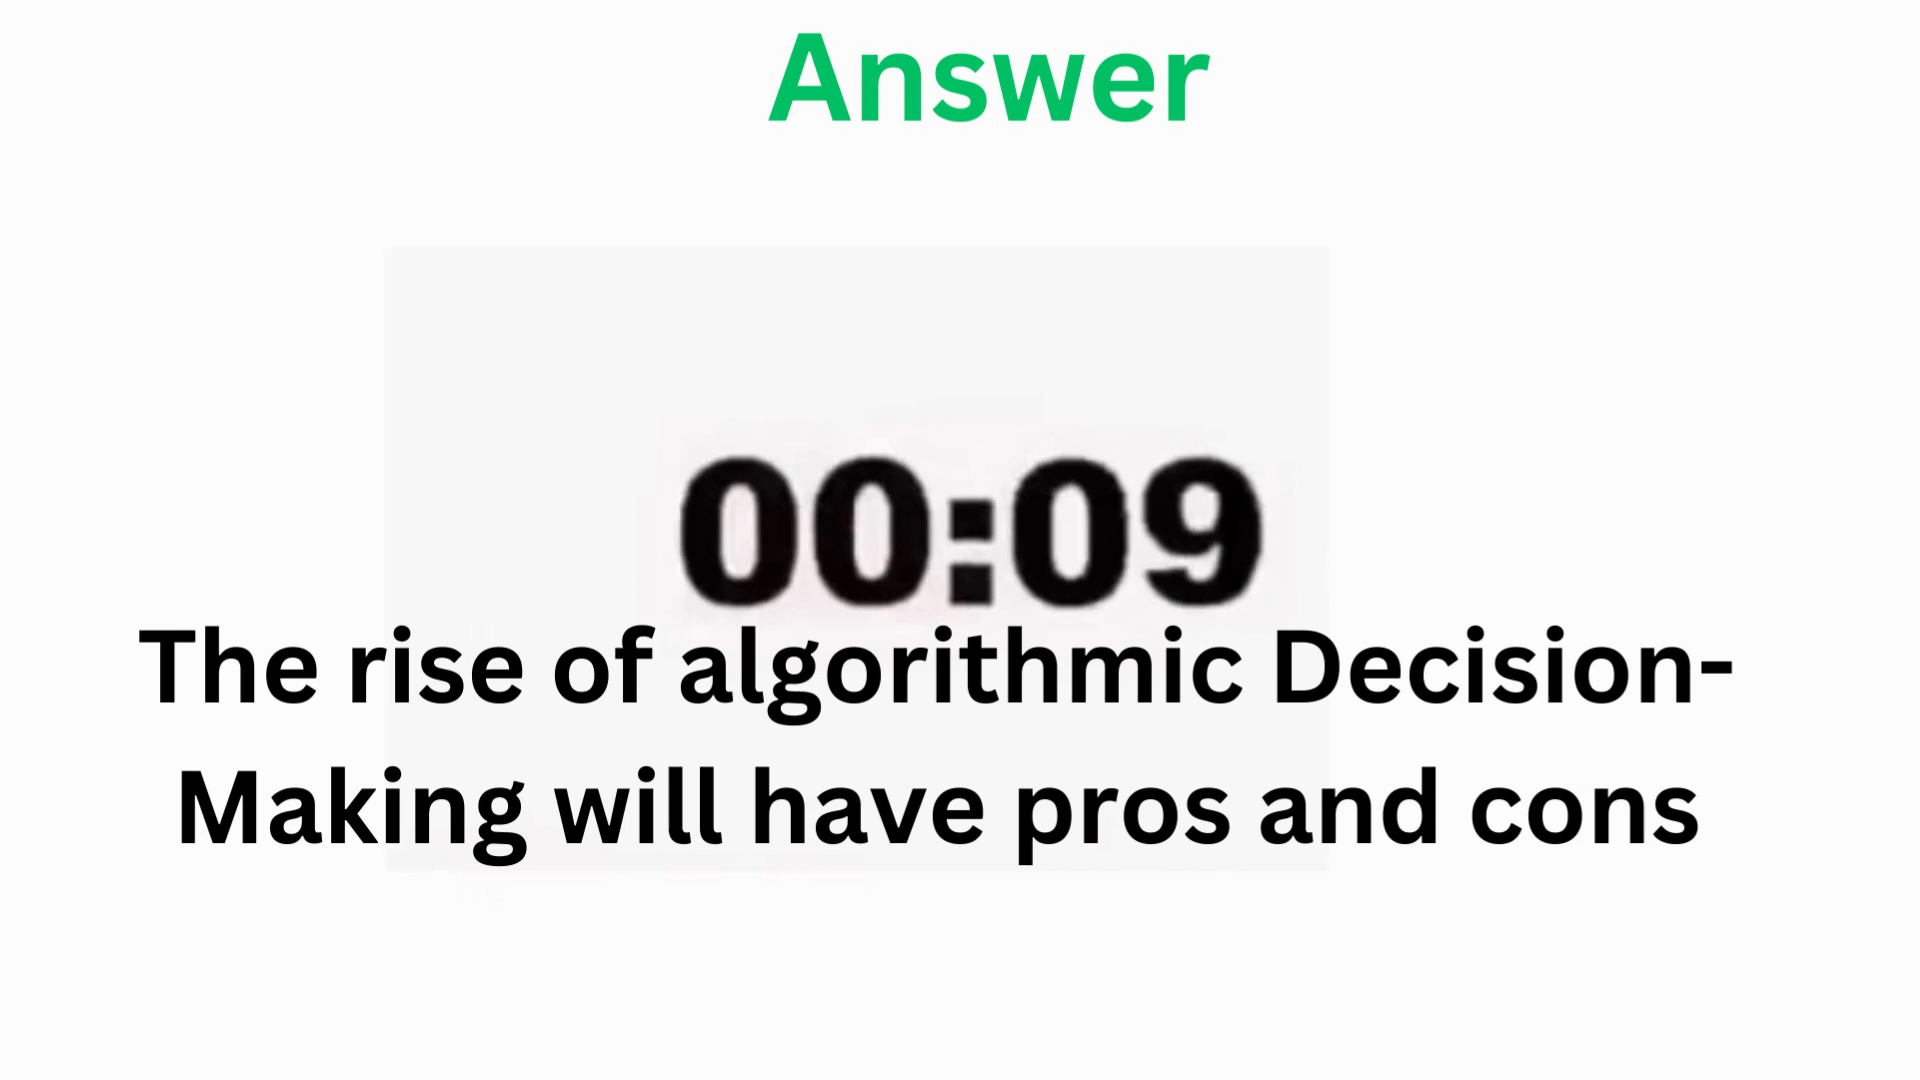 Answer
00:09
The rise of algorithmic Decision-
Making will have pros and cons